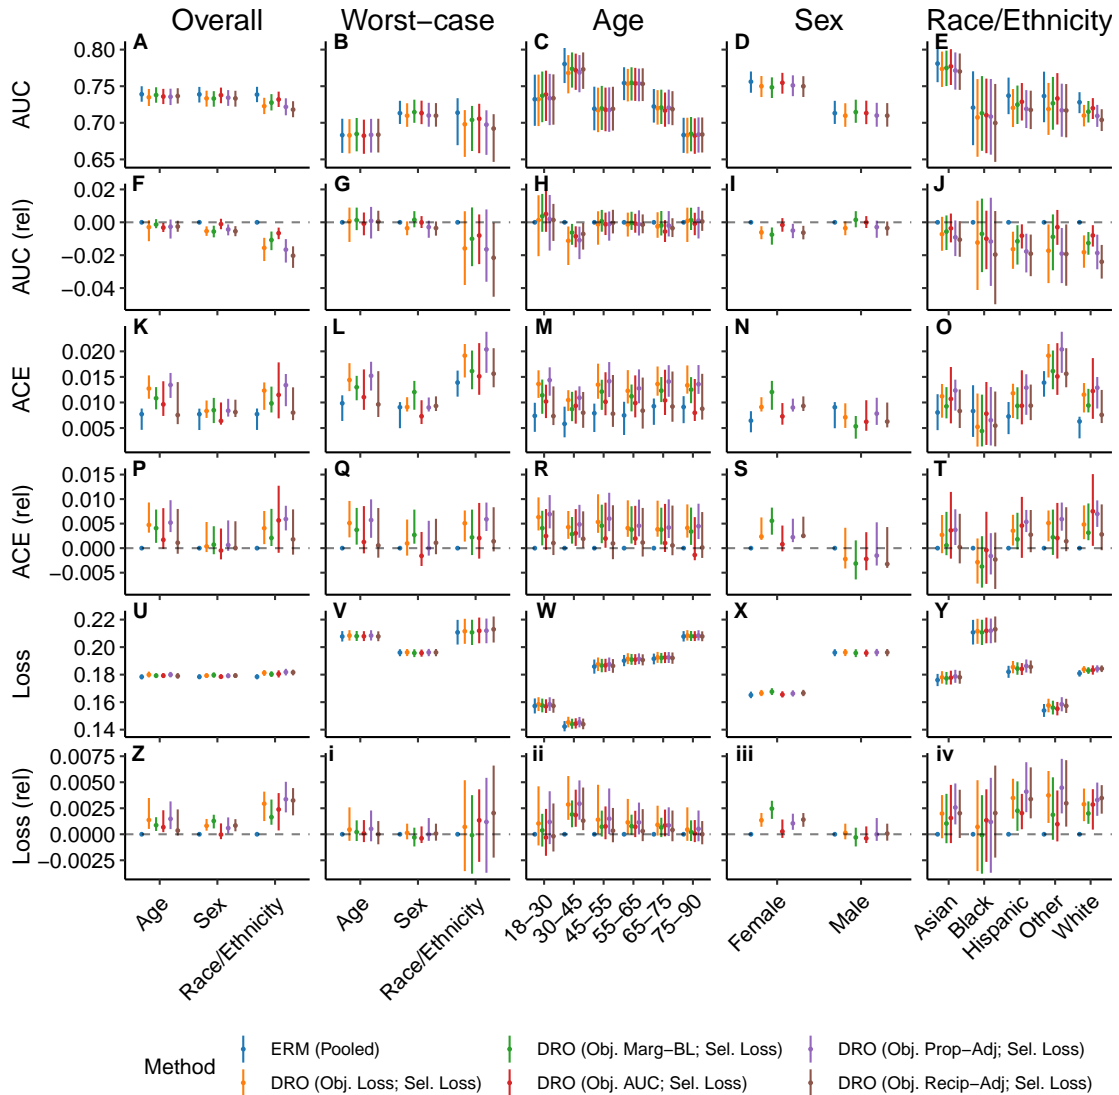 Overall Worst−case Age Sex Race/Ethnicity
A B C D E
AUC
0.80
0.75
0.70
0.65
F G H I J
AUC (rel)
0.02
0.00
−0.02
−0.04
K L M N O
ACE
0.020
0.015
0.010
0.005
P Q R S T
ACE (rel)
0.015
0.010
0.005
0.000
−0.005
U V W X Y
Loss
0.22
0.20
0.18
0.16
0.14
Z i ii iii iv
Loss (rel)
0.0075
0.0050
0.0025
0.0000
−0.0025
Age Sex Race/Ethnicity Age Sex Race/Ethnicity 18−30 30−45 45−55 55−65 65−75 75−90 Female Male Asian Black Hispanic Other White
Method
ERM (Pooled) DRO (Obj. Marg−BL; Sel. Loss) DRO (Obj. Prop−Adj; Sel. Loss)
DRO (Obj. Loss; Sel. Loss) DRO (Obj. AUC; Sel. Loss) DRO (Obj. Recip−Adj; Sel. Loss)